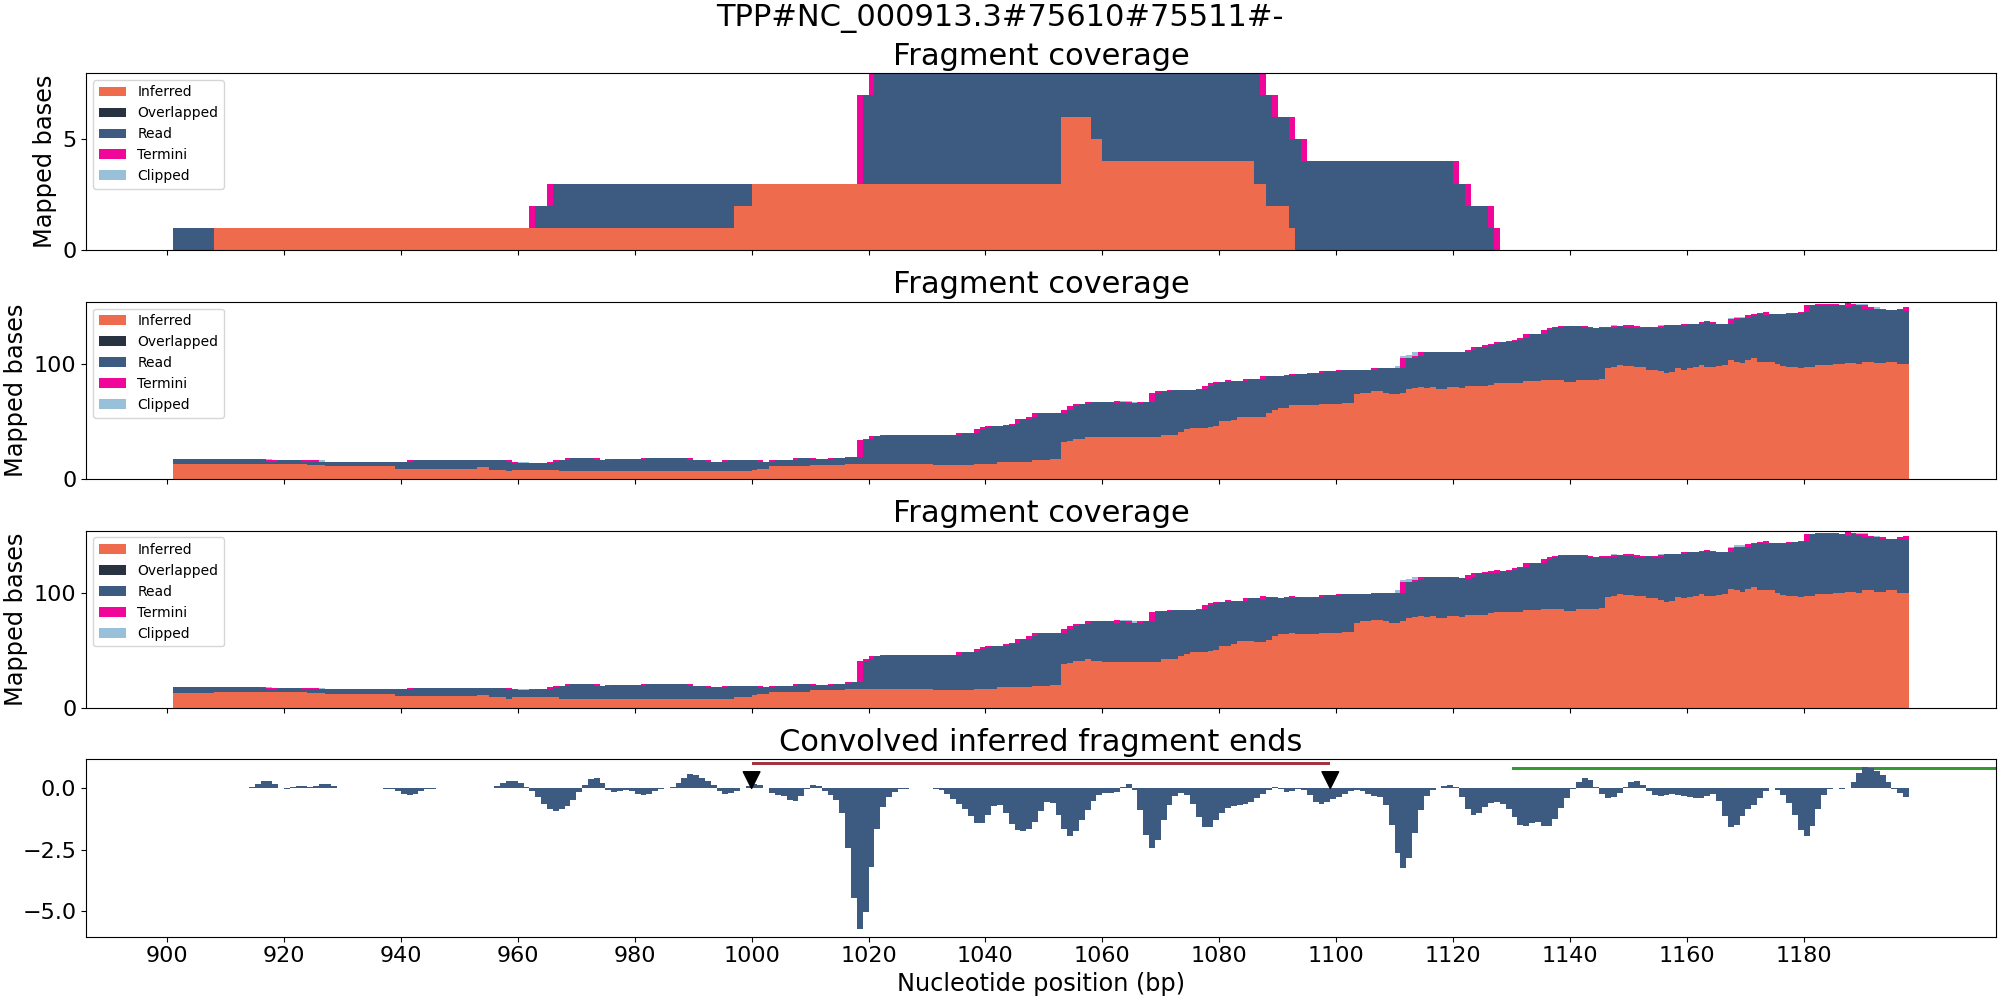 TPP#NC_000913.3#75610#75511#-
Fragment coverage
Mapped bases
5
0
Inferred
Overlapped
Read
Termini
Clipped
Fragment coverage
Mapped bases
100
0
Inferred
Overlapped
Read
Termini
Clipped
Fragment coverage
Mapped bases
100
0
Inferred
Overlapped
Read
Termini
Clipped
Convolved inferred fragment ends
0.0
−2.5
−5.0
900 920 940 960 980 1000 1020 1040 1060 1080 1100 1120 1140 1160 1180
Nucleotide position (bp)